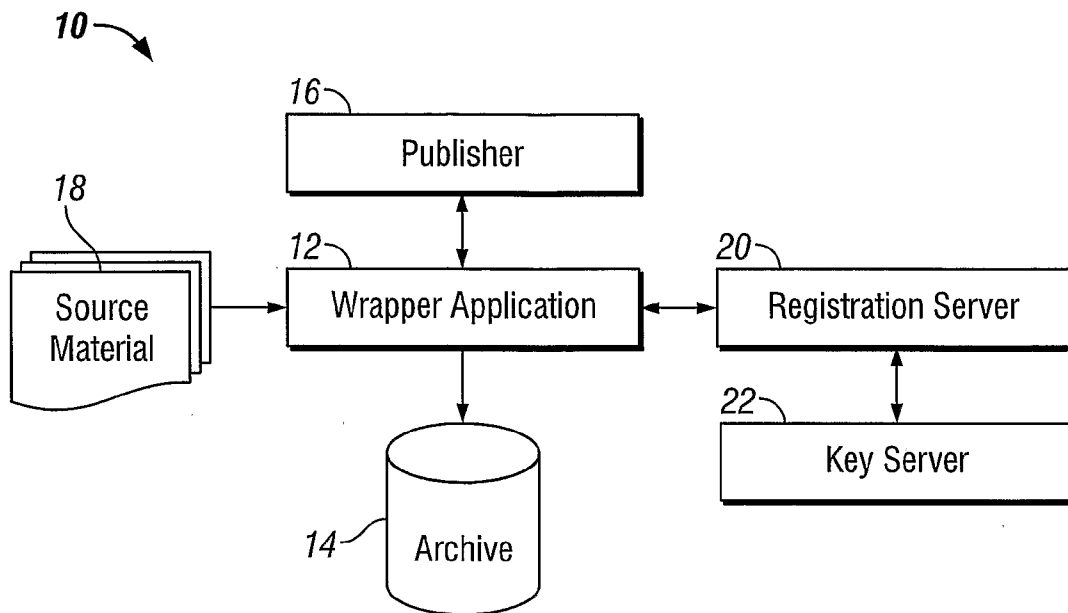 10
16
Publisher
18
Source
Material
12
Wrapper Application
20
Registration Server
22
Key Server
14
Archive